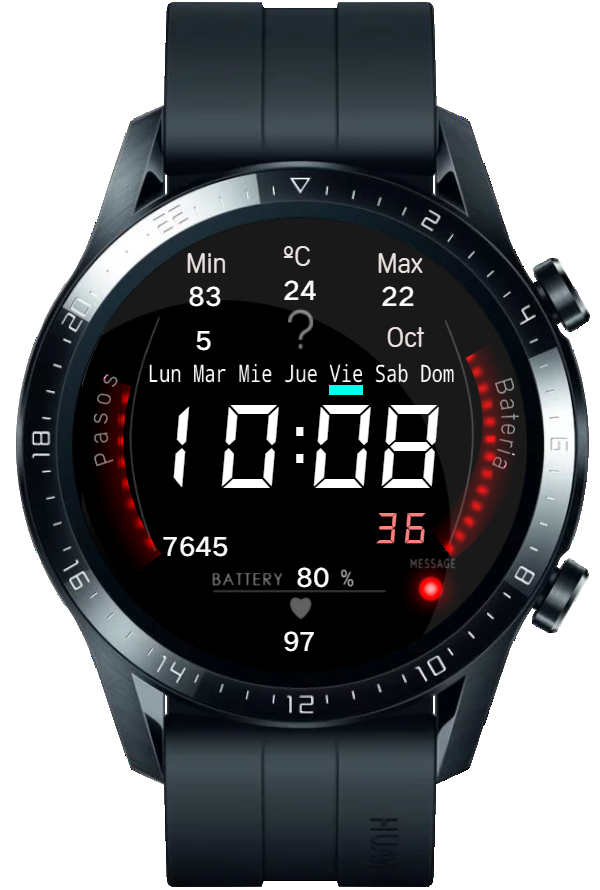 Min ºC Max
83 24 22
?
5 Oct
Lun Mar Mie Jue Vie Sab Dom
Pasos
Bateria
10:08
36
7645
MESSAGE
BATTERY 80 %
97
2
4
6
8
10
12
14
16
18
20
22
HUAW